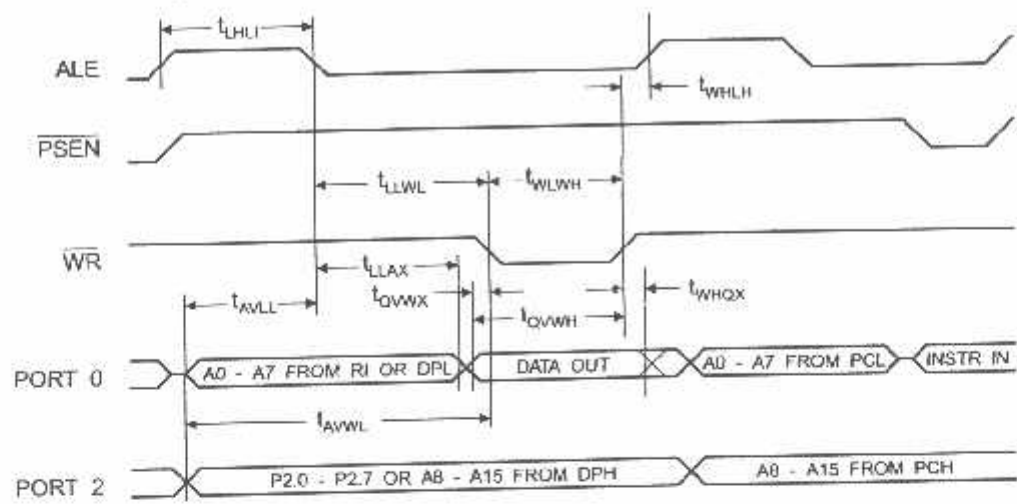 tLHLl
ALE
tWHLH
PSEN
tLLWL
tWLWH
WR
tLLAX
tAVLL
tQVWX
tWHQX
tQVWH
PORT 0
A0 - A7 FROM RI OR DPL
DATA OUT
A0 - A7 FROM PCL
INSTR IN
tAVWL
PORT 2
P2.0 - P2.7 OR A8 - A15 FROM DPH
A8 - A15 FROM PCH